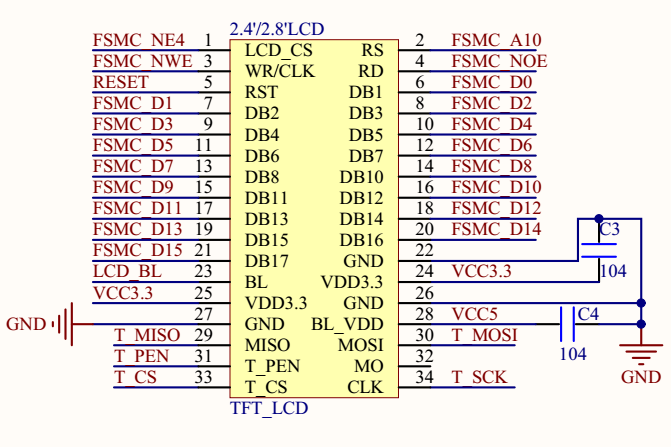 2.4'/2.8'LCD
FSMC_NE4 1 LCD_CS RS 2 FSMC_A10
FSMC_NWE 3 WR/CLK RD 4 FSMC_NOE
RESET 5 RST DB1 6 FSMC_D0
FSMC_D1 7 DB2 DB3 8 FSMC_D2
FSMC_D3 9 DB4 DB5 10 FSMC_D4
FSMC_D5 11 DB6 DB7 12 FSMC_D6
FSMC_D7 13 DB8 DB10 14 FSMC_D8
FSMC_D9 15 DB11 DB12 16 FSMC_D10
FSMC_D11 17 DB13 DB14 18 FSMC_D12
FSMC_D13 19 DB15 DB16 20 FSMC_D14 C3
FSMC_D15 21 DB17 GND 22
LCD_BL 23 BL VDD3.3 24 VCC3.3 104
VCC3.3 25 VDD3.3 GND 26
GND 27 GND BL_VDD 28 VCC5 C4
T_MISO 29 MISO MOSI 30 T_MOSI
T_PEN 31 T_PEN MO 32 104
T_CS 33 T_CS CLK 34 T_SCK GND
TFT_LCD